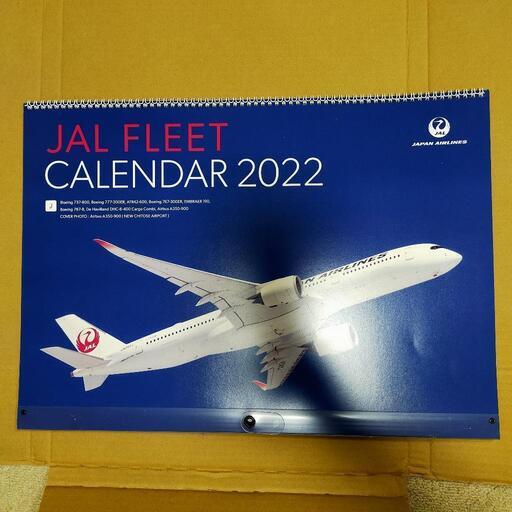 JAL FLEET
CALENDAR 2022
JAL
JAPAN AIRLINES
J
Boeing 737-800, Boeing 777-300ER, ATR42-600, Boeing 767-300ER, EMBRAER 190,
Boeing 787-8, De Havilland DHC-8-400 Cargo Combi, Airbus A350-900
COVER PHOTO : Airbus A350-900 ( NEW CHITOSE AIRPORT )
AIRLINES
JAL